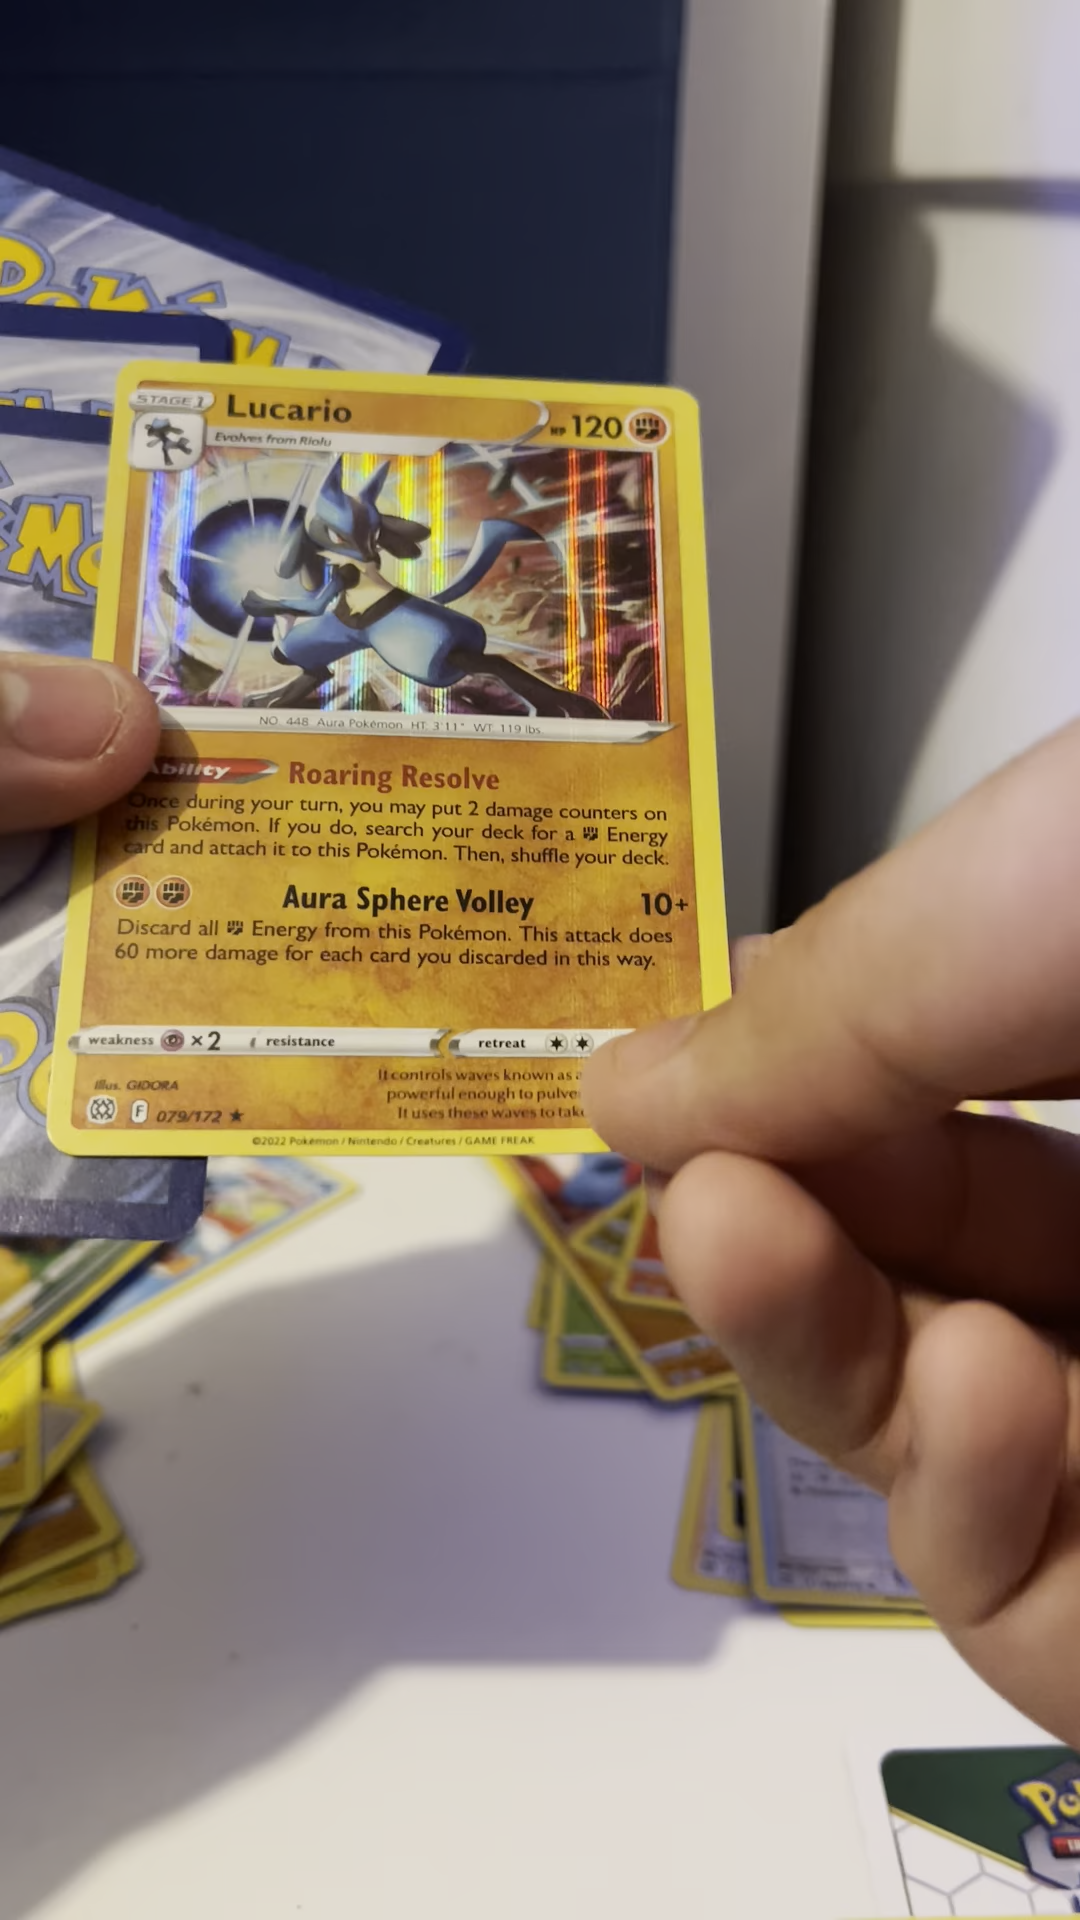 STAGE 1
Lucario
HP 120
Evolves from Riolu
NO. 448 Aura Pokémon HT: 3'11" WT: 119 lbs.
bility
Roaring Resolve
Once during your turn, you may put 2 damage counters on
this Pokémon. If you do, search your deck for a Energy
card and attach it to this Pokémon. Then, shuffle your deck.
Aura Sphere Volley 10+
Discard all Energy from this Pokémon. This attack does
60 more damage for each card you discarded in this way.
weakness ×2 resistance retreat
Illus. GIDORA
It controls waves known as
powerful enough to
It uses these waves to
F 079/172 ★
©2022 Pokémon / Nintendo / Creatures / GAME FREAK